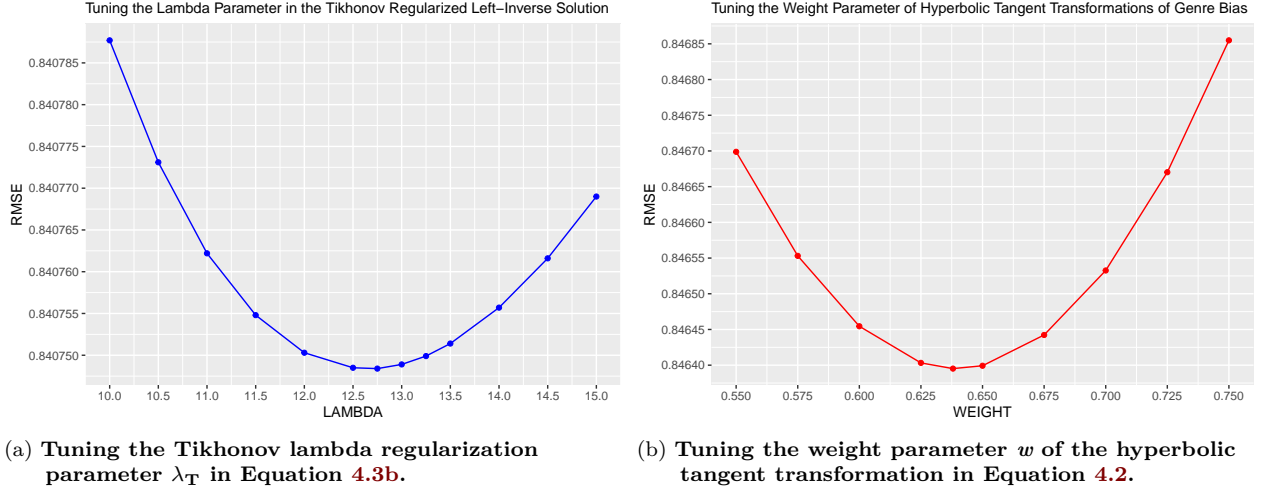 Tuning the Lambda Parameter in the Tikhonov Regularized Left−Inverse Solution
0.840785
0.840780
0.840775
0.840770
0.840765
0.840760
0.840755
0.840750
RMSE
10.0 10.5 11.0 11.5 12.0 12.5 13.0 13.5 14.0 14.5 15.0
LAMBDA
(a) Tuning the Tikhonov lambda regularization
parameter λT in Equation 4.3b.
Tuning the Weight Parameter of Hyperbolic Tangent Transformations of Genre Bias
0.84685
0.84680
0.84675
0.84670
0.84665
0.84660
0.84655
0.84650
0.84645
0.84640
RMSE
0.550 0.575 0.600 0.625 0.650 0.675 0.700 0.725 0.750
WEIGHT
(b) Tuning the weight parameter w of the hyperbolic
tangent transformation in Equation 4.2.